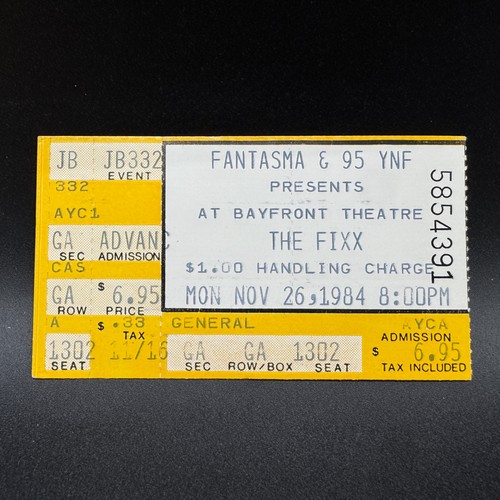 JB JB332
EVENT
332
AYC1
GA ADVANC
SEC ADMISSION
CAS
GA $ 6.95
ROW PRICE
A $ .33
TAX
1302 11/16
SEAT
FANTASMA & 95 YNF
PRESENTS
AT BAYFRONT THEATRE
THE FIXX
$1.00 HANDLING CHARGE
MON NOV 26,1984 8:00PM
5854391
GENERAL AYCA
ADMISSION
GA GA 1302 $ 6.95
SEC ROW/BOX SEAT TAX INCLUDED